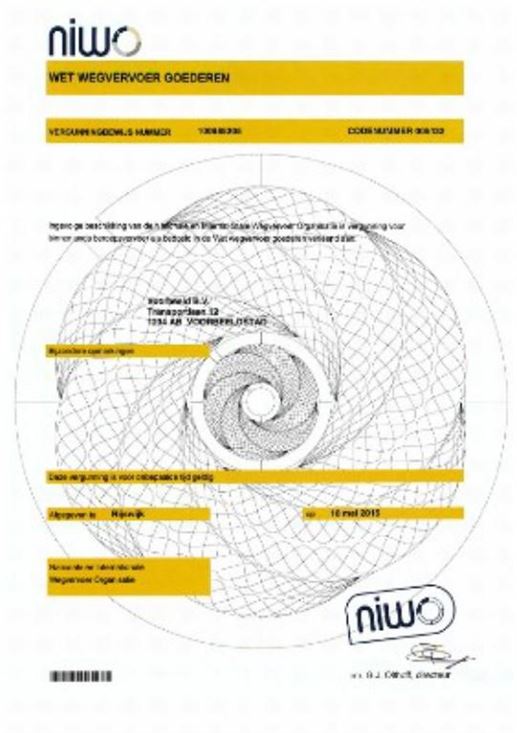 niwo
WET WEGVERVOER GOEDEREN
VERGUNNINGBEWIJS NUMMER
CODENUMMER
Ingevolge beschikking van de Nationale en Internationale Wegvervoer Organisatie is vergunning voor
binnenlands beroepsvervoer als bedoeld in de Wet wegvervoer goederen verleend aan:
Voorbeeld B.V.
Transportlaan 12
1234 AB VOORBEELDSTAD
Bijzondere opmerkingen
Deze vergunning is voor onbepaalde tijd geldig
Afgegeven te Rijswijk op 18 mei 2015
Nationale en Internationale
Wegvervoer Organisatie
niwo
directeur